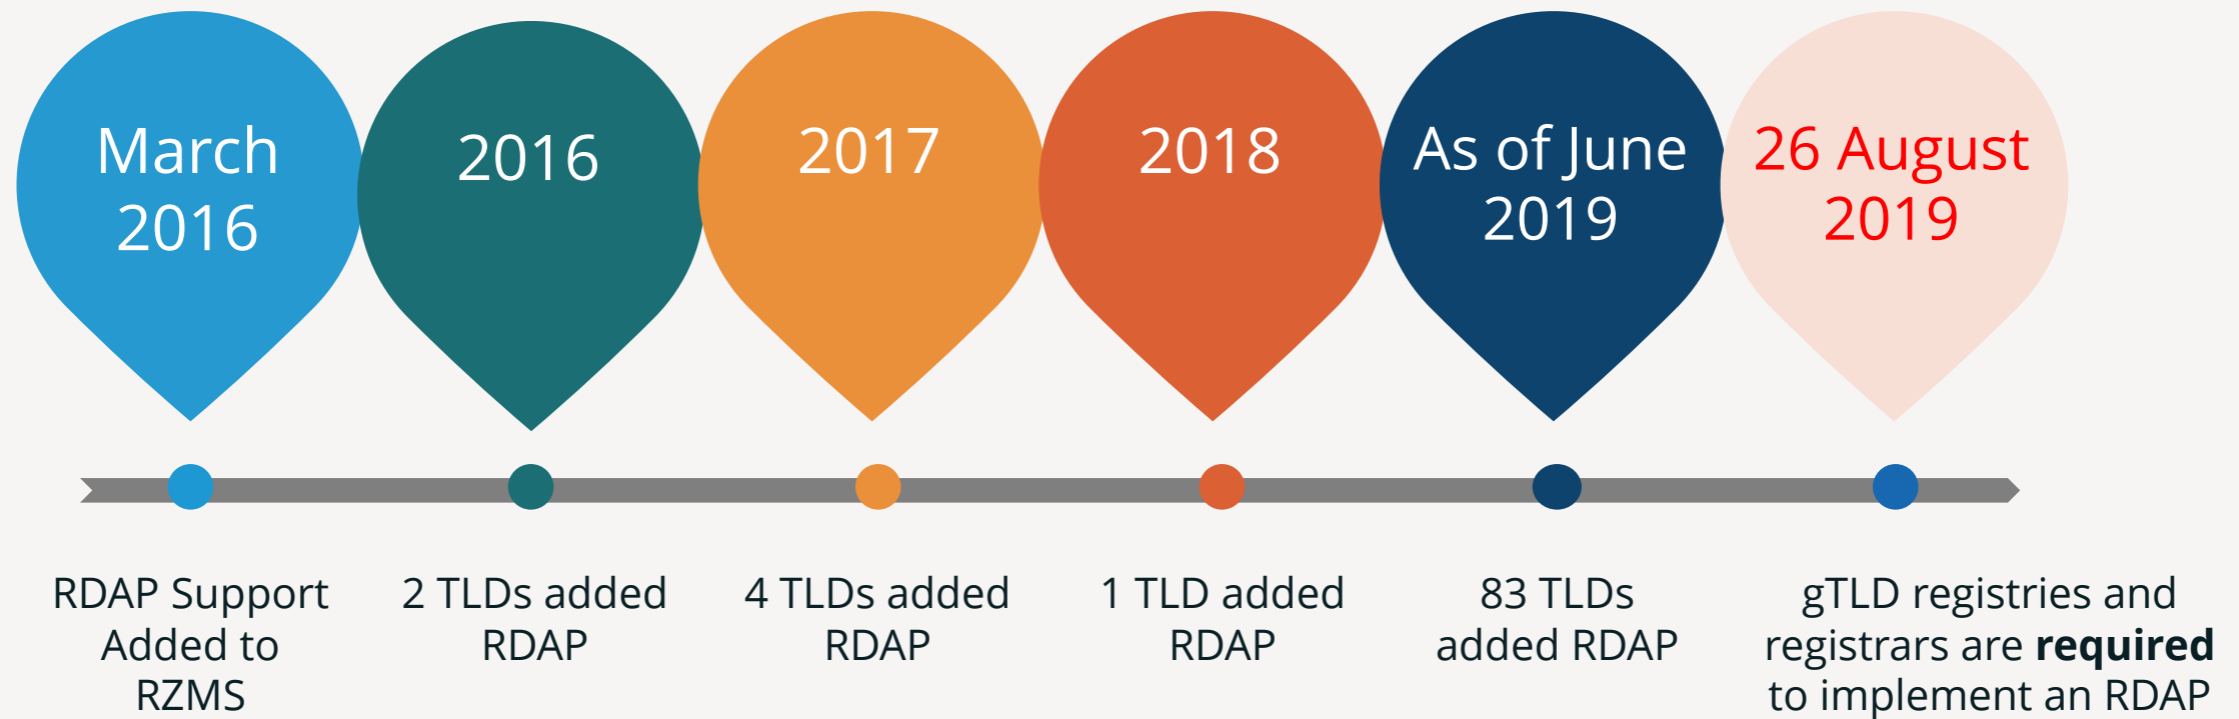 March
2016
2016
2017
2018
As of June
2019
26 August
2019
RDAP Support
Added to
RZMS
2 TLDs added
RDAP
4 TLDs added
RDAP
1 TLD added
RDAP
83 TLDs
added RDAP
gTLD registries and
registrars are required
to implement an RDAP